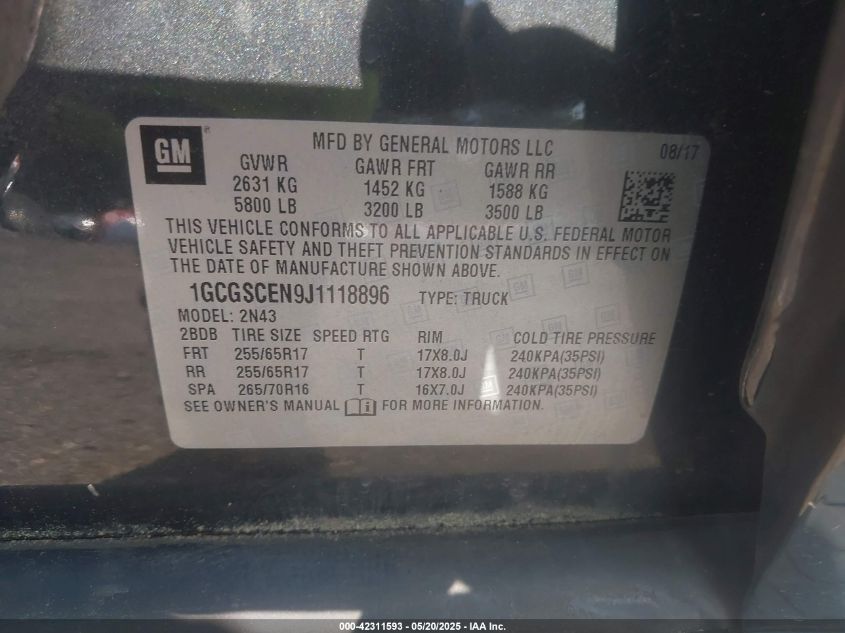 GM
MFD BY GENERAL MOTORS LLC 08/17
GVWR GAWR FRT GAWR RR
2631 KG 1452 KG 1588 KG
5800 LB 3200 LB 3500 LB
THIS VEHICLE CONFORMS TO ALL APPLICABLE U.S. FEDERAL MOTOR
VEHICLE SAFETY AND THEFT PREVENTION STANDARDS IN EFFECT ON
THE DATE OF MANUFACTURE SHOWN ABOVE.
1GCGSCEN9J1118896 TYPE: TRUCK
MODEL: 2N43
2BDB TIRE SIZE SPEED RTG RIM COLD TIRE PRESSURE
FRT 255/65R17 T 17X8.0J 240KPA(35PSI)
RR 255/65R17 T 17X8.0J 240KPA(35PSI)
SPA 265/70R16 T 16X7.0J 240KPA(35PSI)
SEE OWNER'S MANUAL FOR MORE INFORMATION.
000-42311593 - 05/20/2025 - IAA Inc.